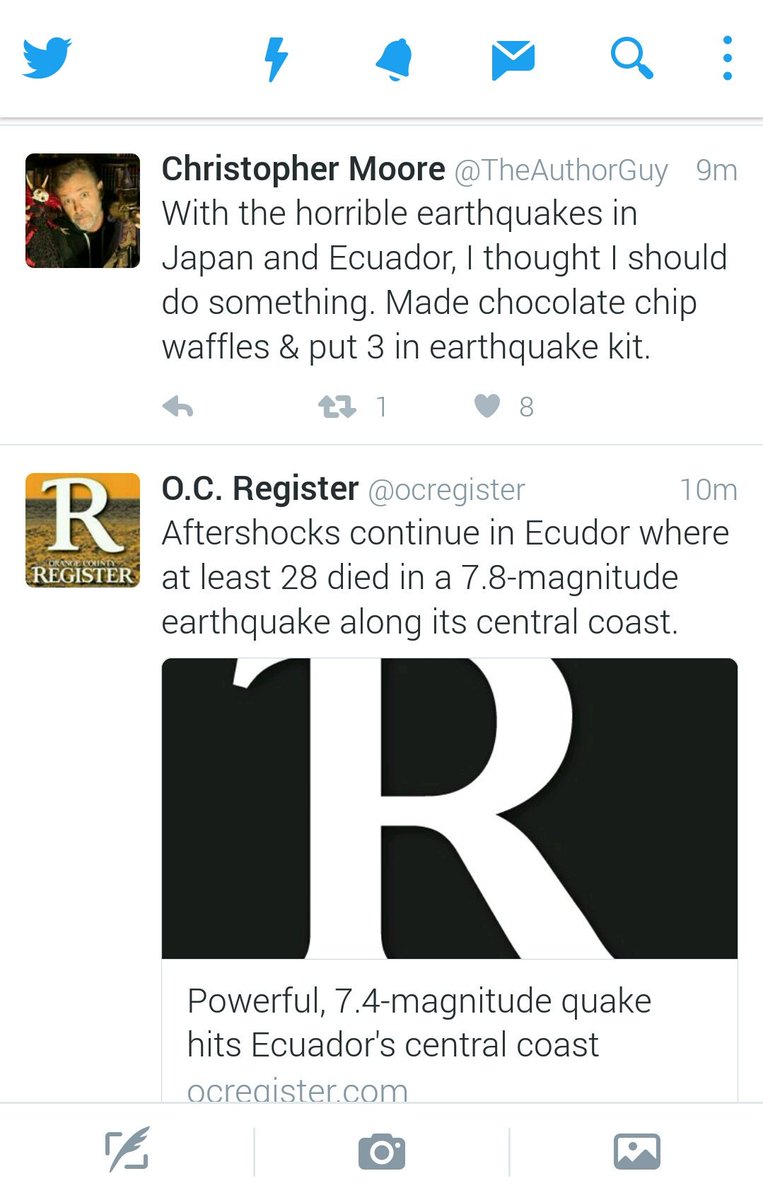 Christopher Moore @TheAuthorGuy 9m
With the horrible earthquakes in
Japan and Ecuador, I thought I should
do something. Made chocolate chip
waffles & put 3 in earthquake kit.
1 8
O.C. Register @ocregister 10m
R
ORANGE COUNTY
REGISTER
Aftershocks continue in Ecudor where
at least 28 died in a 7.8-magnitude
earthquake along its central coast.
R
Powerful, 7.4-magnitude quake
hits Ecuador's central coast
ocregister.com